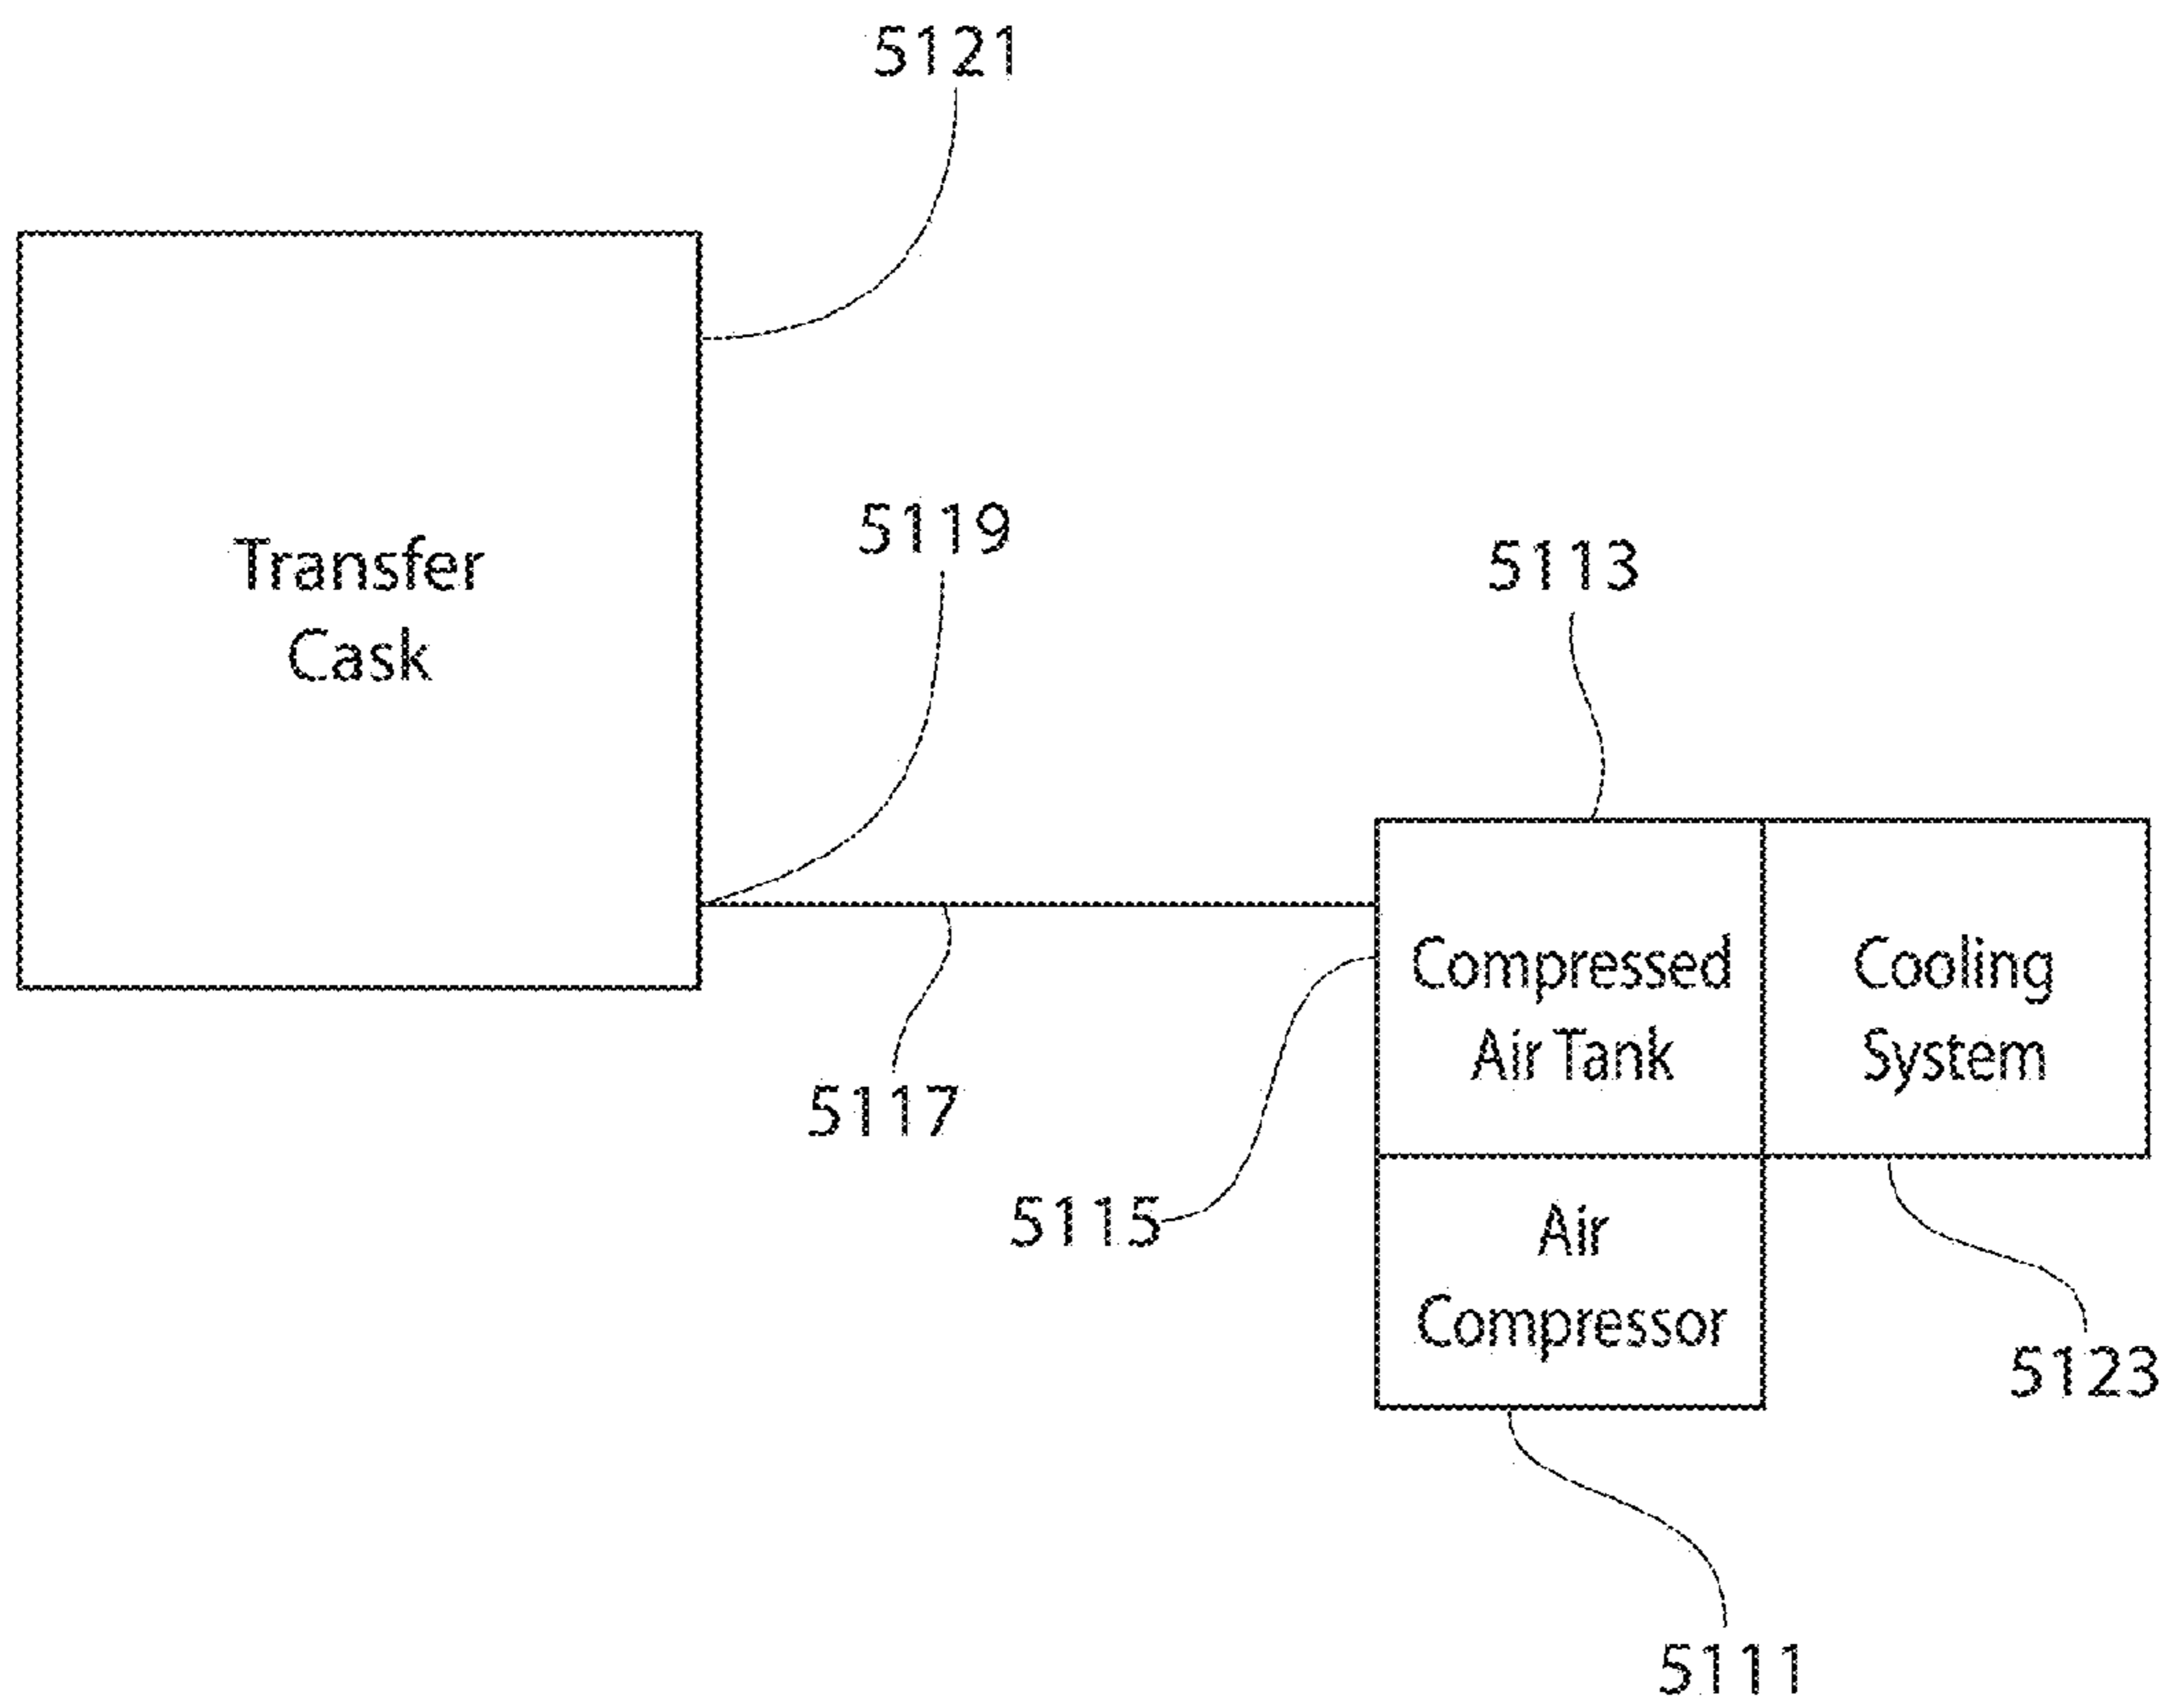 5121
5119
Transfer
Cask
5113
Compressed
Air Tank
Cooling
System
5117
5115
Air
Compressor
5123
5111